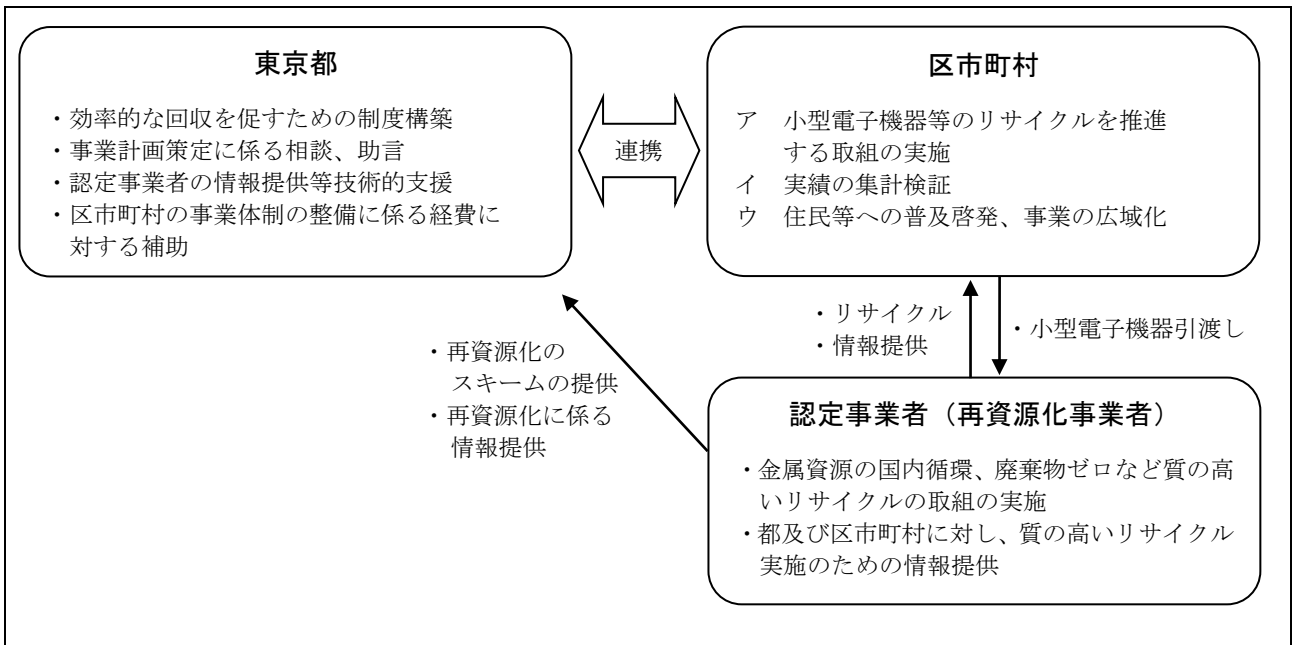 東京都
・効率的な回収を促すための制度構築
・事業計画策定に係る相談、助言
・認定事業者の情報提供等技術的支援
・区市町村の事業体制の整備に係る経費に
対する補助
連携
区市町村
ア　小型電子機器等のリサイクルを推進
する取組の実施
イ　実績の集計検証
ウ　住民等への普及啓発、事業の広域化
・リサイクル
・情報提供
・小型電子機器引渡し
・再資源化の
スキームの提供
・再資源化に係る
情報提供
認定事業者（再資源化事業者）
・金属資源の国内循環、廃棄物ゼロなど質の高
いリサイクルの取組の実施
・都及び区市町村に対し、質の高いリサイクル
実施のための情報提供